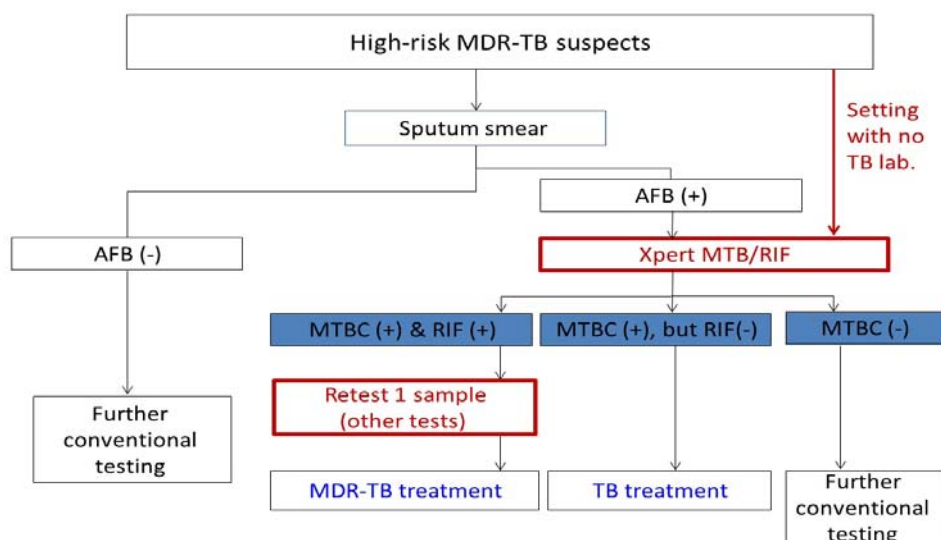 High-risk MDR-TB suspects
Setting
with no
TB lab.
Sputum smear
AFB (+)
AFB (-)
Xpert MTB/RIF
MTBC (+) & RIF (+)
MTBC (+), but RIF(-)
MTBC (-)
Retest 1 sample
(other tests)
Further
conventional
testing
MDR-TB treatment
TB treatment
Further
conventional
testing